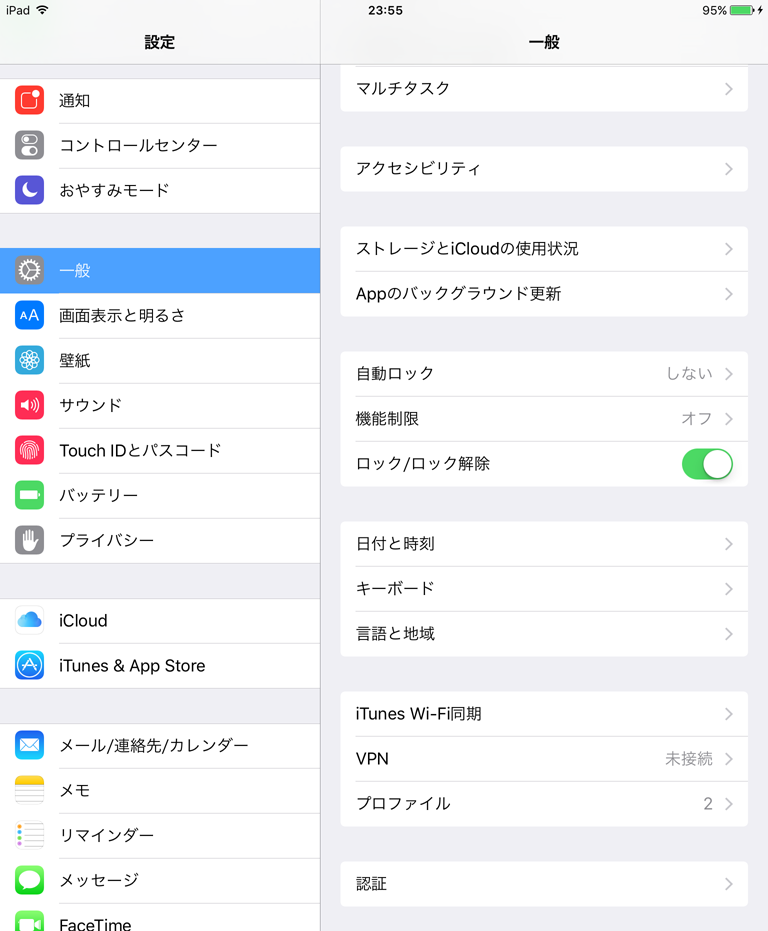 iPad
23:55
95%
設定
一般
通知
コントロールセンター
おやすみモード
一般
画面表示と明るさ
壁紙
サウンド
Touch IDとパスコード
バッテリー
プライバシー
iCloud
iTunes & App Store
メール/連絡先/カレンダー
メモ
リマインダー
メッセージ
FaceTime
マルチタスク
アクセシビリティ
ストレージとiCloudの使用状況
Appのバックグラウンド更新
自動ロック しない
機能制限 オフ
ロック/ロック解除
日付と時刻
キーボード
言語と地域
iTunes Wi-Fi同期
VPN 未接続
プロファイル 2
認証